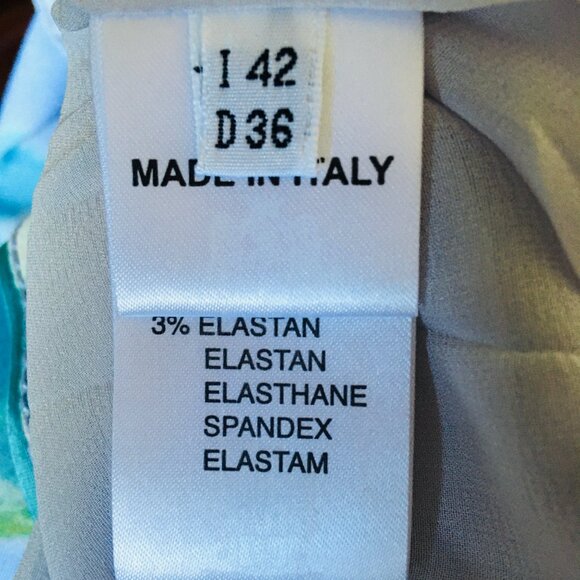 I 42
D 36
MADE IN ITALY
3% ELASTAN
ELASTAN
ELASTHANE
SPANDEX
ELASTAM